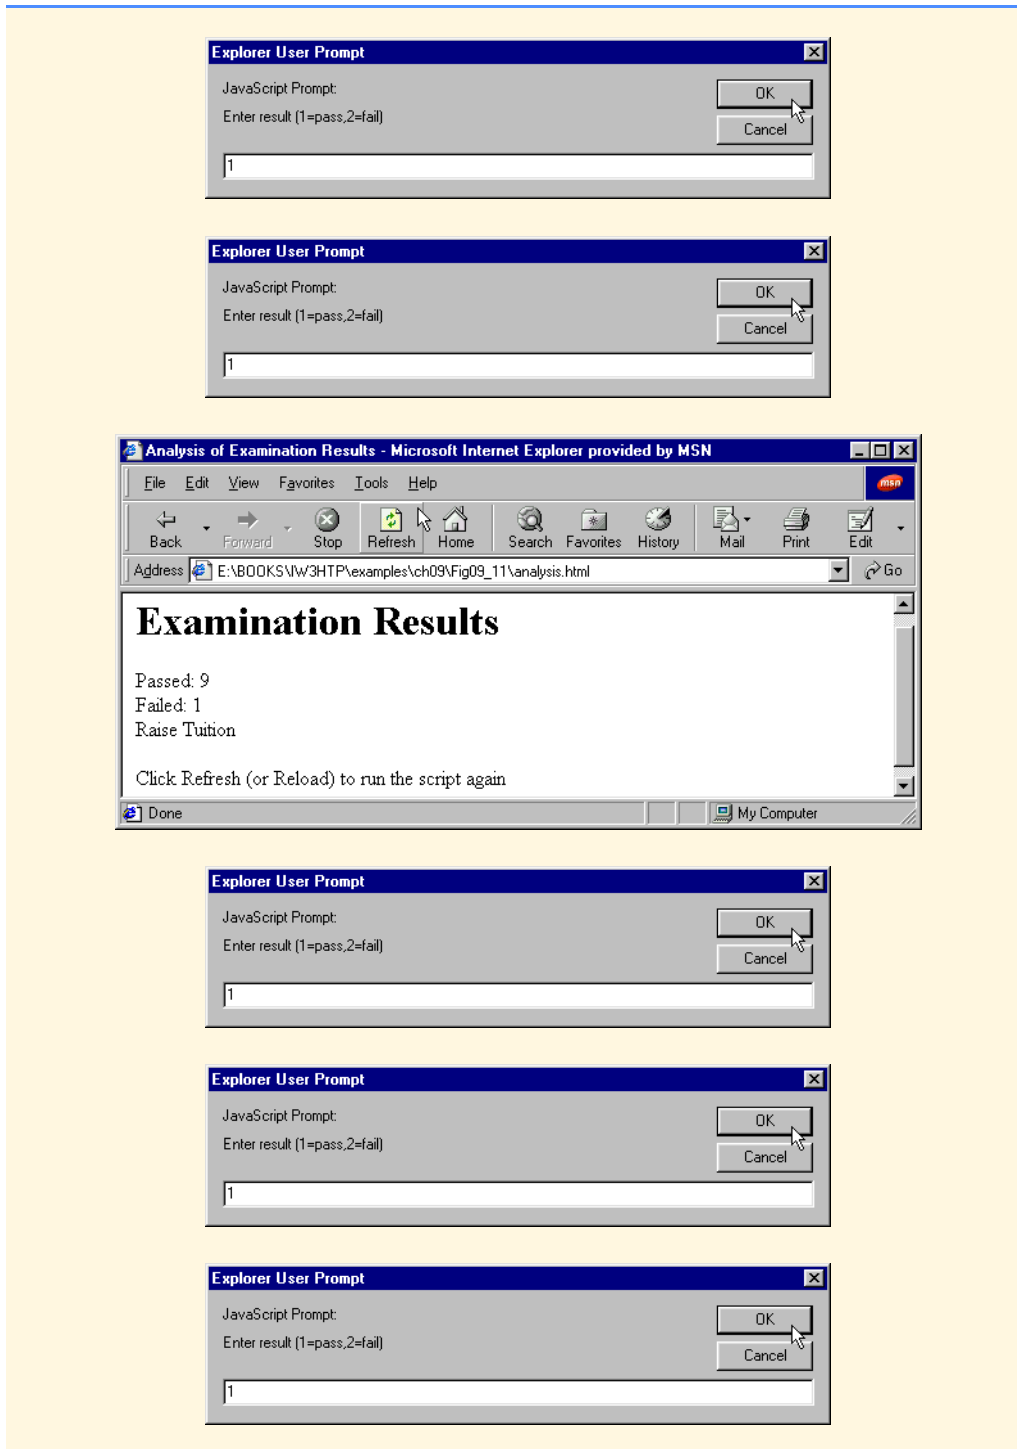 Explorer User Prompt
JavaScript Prompt:
Enter result (1=pass,2=fail)
OK
Cancel
1
Explorer User Prompt
JavaScript Prompt:
Enter result (1=pass,2=fail)
OK
Cancel
1
Analysis of Examination Results - Microsoft Internet Explorer provided by MSN
File Edit View Favorites Tools Help
msn
Back Forward Stop Refresh Home Search Favorites History Mail Print Edit
Address E:\BOOKS\IW3HTP\examples\ch09\Fig09_11\analysis.html Go
Examination Results
Passed: 9
Failed: 1
Raise Tuition
Click Refresh (or Reload) to run the script again
Done My Computer
Explorer User Prompt
JavaScript Prompt:
Enter result (1=pass,2=fail)
OK
Cancel
1
Explorer User Prompt
JavaScript Prompt:
Enter result (1=pass,2=fail)
OK
Cancel
1
Explorer User Prompt
JavaScript Prompt:
Enter result (1=pass,2=fail)
OK
Cancel
1